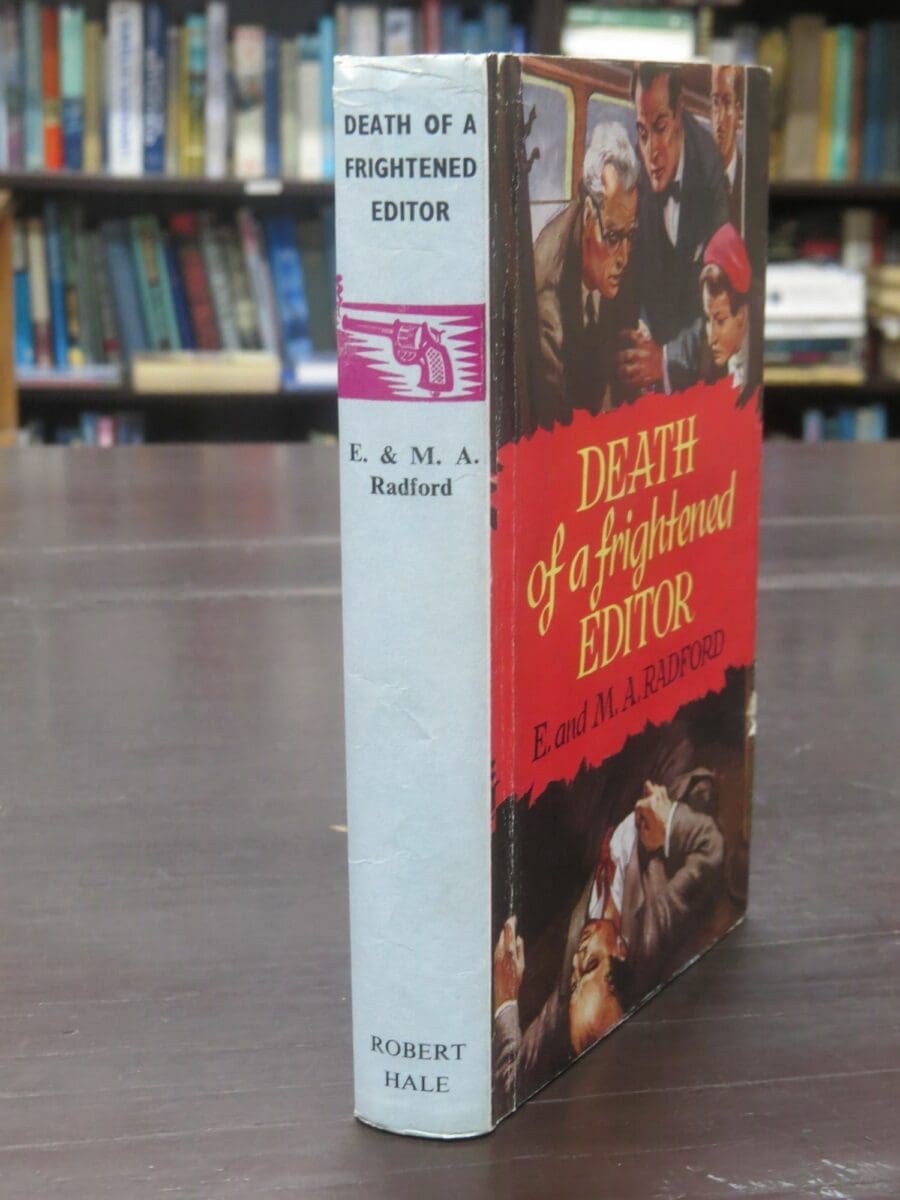 DEATH OF A
FRIGHTENED
EDITOR
E. & M. A.
Radford
ROBERT
HALE
DEATH
of a frightened
EDITOR
E. and M. A. RADFORD